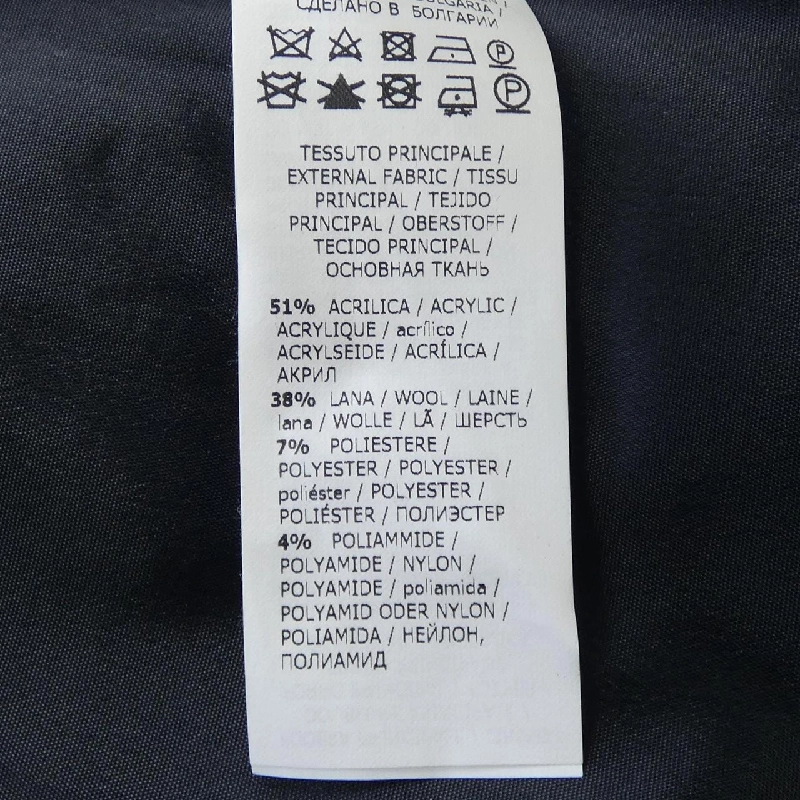 BULGARIA /
СДЕЛАНО В БОЛГАРИИ
P
P
TESSUTO PRINCIPALE /
EXTERNAL FABRIC / TISSU
PRINCIPAL / TEJIDO
PRINCIPAL / OBERSTOFF /
TECIDO PRINCIPAL /
ОСНОВНАЯ ТКАНЬ
51% ACRILICA / ACRYLIC /
ACRYLIQUE / acrílico /
ACRYLSEIDE / ACRÍLICA /
АКРИЛ
38% LANA / WOOL / LAINE /
lana / WOLLE / LÃ / ШЕРСТЬ
7% POLIESTERE /
POLYESTER / POLYESTER /
poliéster / POLYESTER /
POLIÉSTER / ПОЛИЭСТЕР
4% POLIAMMIDE /
POLYAMIDE / NYLON /
POLYAMIDE / poliamida /
POLYAMID ODER NYLON /
POLIAMIDA / НЕЙЛОН,
ПОЛИАМИД